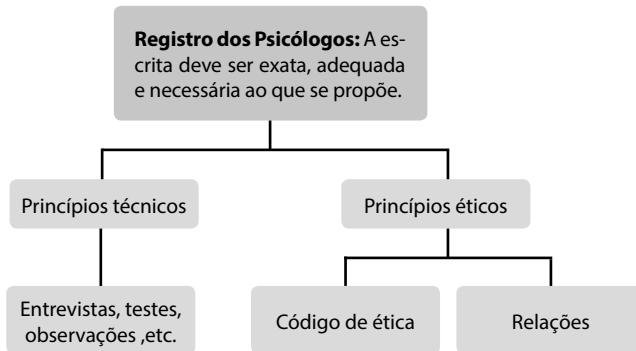 Registro dos Psicólogos: A es-
crita deve ser exata, adequada
e necessária ao que se propõe.
Princípios técnicos
Princípios éticos
Entrevistas, testes,
observações ,etc.
Código de ética
Relações